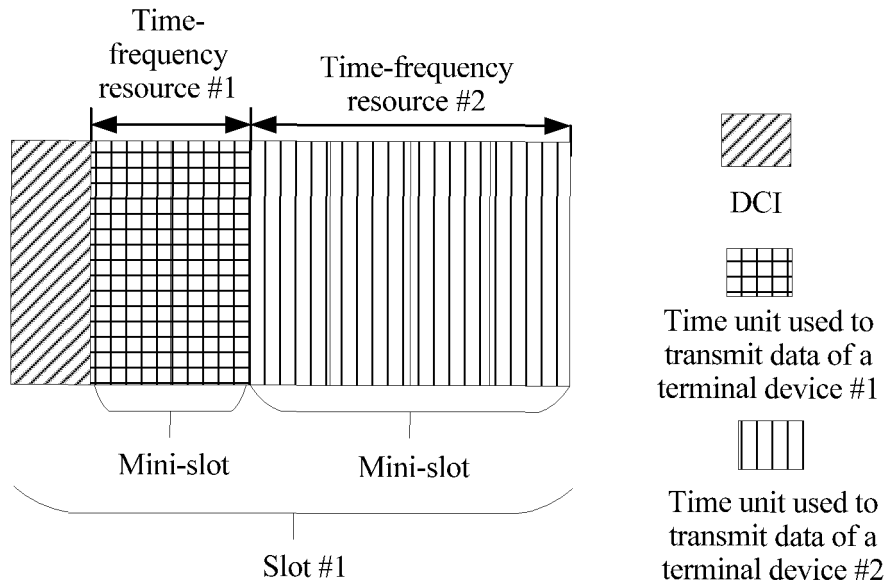 Time-
frequency
resource #1
Time-frequency
resource #2
Mini-slot
Mini-slot
Slot #1
DCI
Time unit used to
transmit data of a
terminal device #1
Time unit used to
transmit data of a
terminal device #2